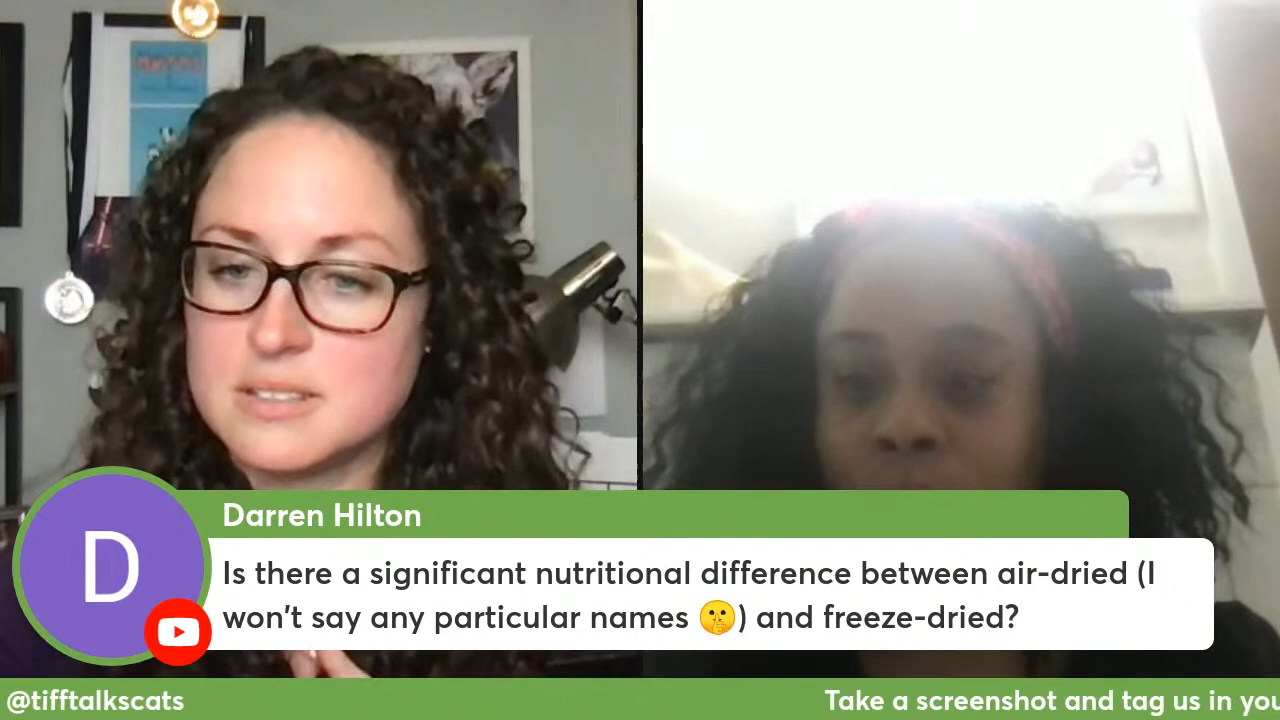 D
Darren Hilton
Is there a significant nutritional difference between air-dried (I
won't say any particular names 🤫) and freeze-dried?
@tifftalkscats
Take a screenshot and tag us in you